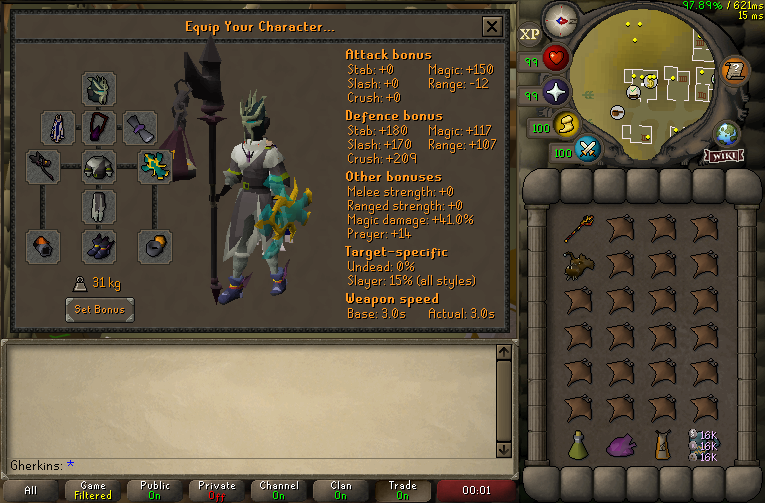 Equip Your Character...
97.89% / 621ms
15 ms
XP
99
99
100
100
WIKI
Attack bonus
Stab: +0 Magic: +150
Slash: +0 Range: -12
Crush: +0
Defence bonus
Stab: +180 Magic: +117
Slash: +170 Range: +107
Crush: +209
Other bonuses
Melee strength: +0
Ranged strength: +0
Magic damage: +41.0%
Prayer: +14
Target-specific
Undead: 0%
Slayer: 15% (all styles)
Weapon speed
Base: 3.0s Actual: 3.0s
31 kg
Set Bonus
16K
16K
16K
Gherkins: *
All
Game
Filtered
Public
On
Private
Off
Channel
On
Clan
On
Trade
On
00:01